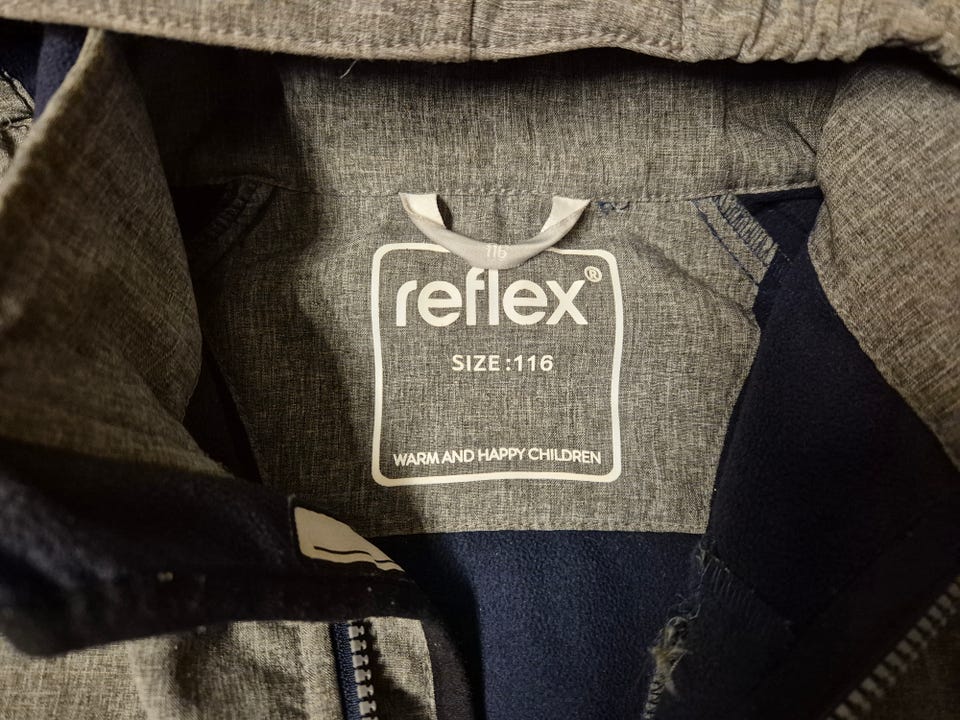 116
reflex®
SIZE :116
WARM AND HAPPY CHILDREN